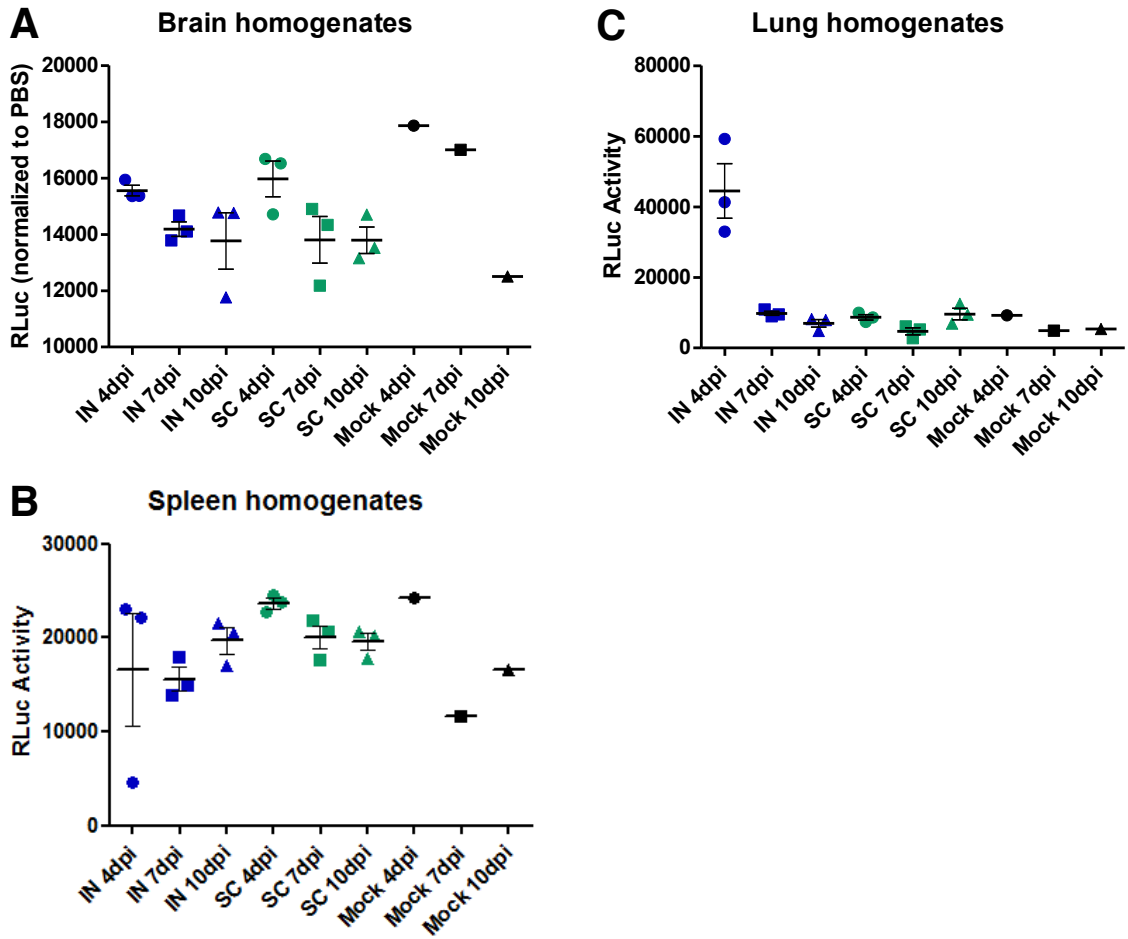 A
Brain homogenates
RLuc (normalized to PBS)
20000
18000
16000
14000
12000
10000
IN 4dpi
IN 7dpi
IN 10dpi
SC 4dpi
SC 7dpi
SC 10dpi
Mock 4dpi
Mock 7dpi
Mock 10dpi
C
Lung homogenates
RLuc Activity
80000
60000
40000
20000
0
IN 4dpi
IN 7dpi
IN 10dpi
SC 4dpi
SC 7dpi
SC 10dpi
Mock 4dpi
Mock 7dpi
Mock 10dpi
B
Spleen homogenates
RLuc Activity
30000
20000
10000
0
IN 4dpi
IN 7dpi
IN 10dpi
SC 4dpi
SC 7dpi
SC 10dpi
Mock 4dpi
Mock 7dpi
Mock 10dpi